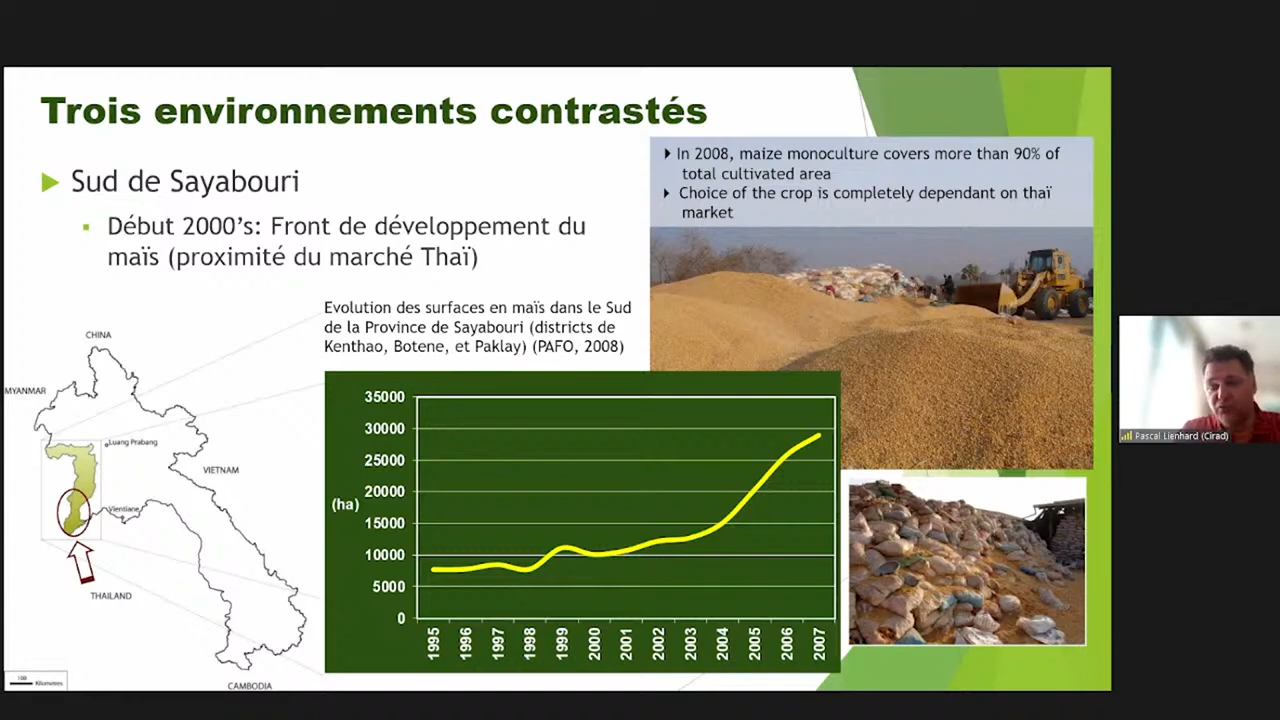 Trois environnements contrastés
Sud de Sayabouri
Début 2000's: Front de développement du
maïs (proximité du marché Thaï)
In 2008, maize monoculture covers more than 90% of
total cultivated area
Choice of the crop is completely dependant on thaï
market
Evolution des surfaces en maïs dans le Sud
de la Province de Sayabouri (districts de
Kenthao, Botene, et Paklay) (PAFO, 2008)
CHINA
MYANMAR
Luang Prabang
VIETNAM
Vientiane
THAILAND
CAMBODIA
100
Kilometres
35000
30000
25000
20000
(ha)
15000
10000
5000
0
1995
1996
1997
1998
1999
2000
2001
2002
2003
2004
2005
2006
2007
Pascal Lienhard (Cirad)